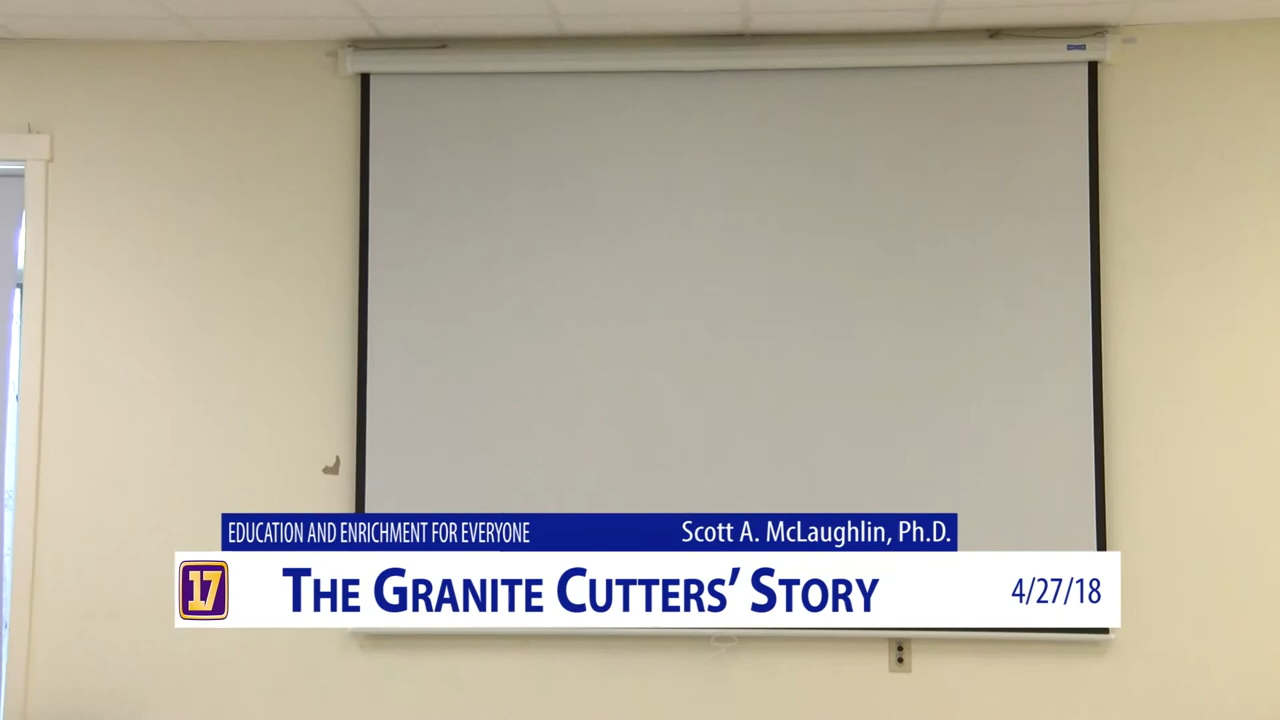 EDUCATION AND ENRICHMENT FOR EVERYONE
Scott A. McLaughlin, Ph.D.
17
THE GRANITE CUTTERS' STORY
4/27/18